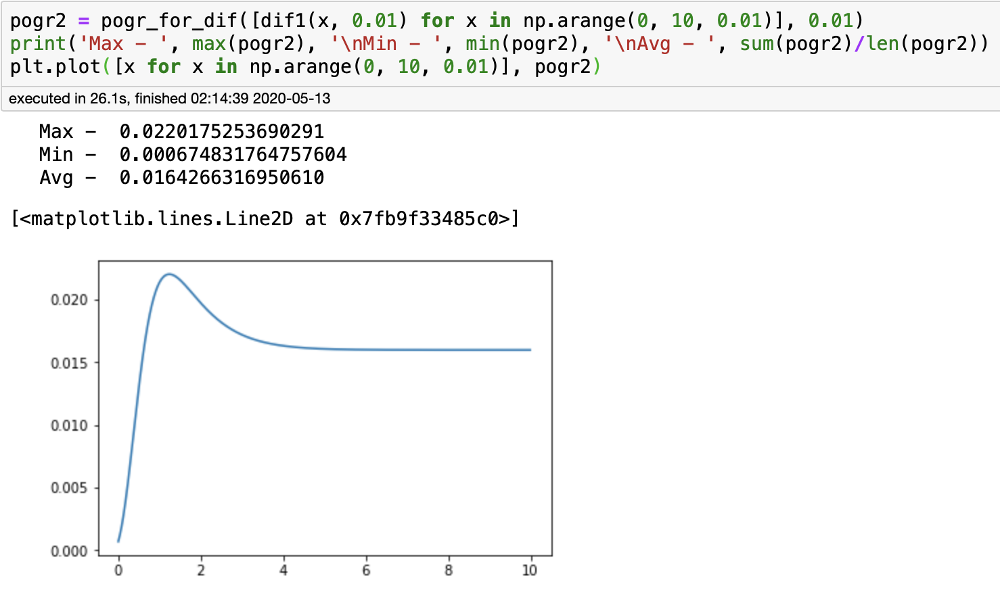 pogr2 = pogr_for_dif([dif1(x, 0.01) for x in np.arange(0, 10, 0.01)], 0.01)
print('Max – ', max(pogr2), '\nMin – ', min(pogr2), '\nAvg – ', sum(pogr2)/len(pogr2))
plt.plot([x for x in np.arange(0, 10, 0.01)], pogr2)
executed in 26.1s, finished 02:14:39 2020-05-13
Max –  0.0220175253690291
Min –  0.000674831764757604
Avg –  0.0164266316950610
[<matplotlib.lines.Line2D at 0x7fb9f33485c0>]
0.020
0.015
0.010
0.005
0.000
0 2 4 6 8 10